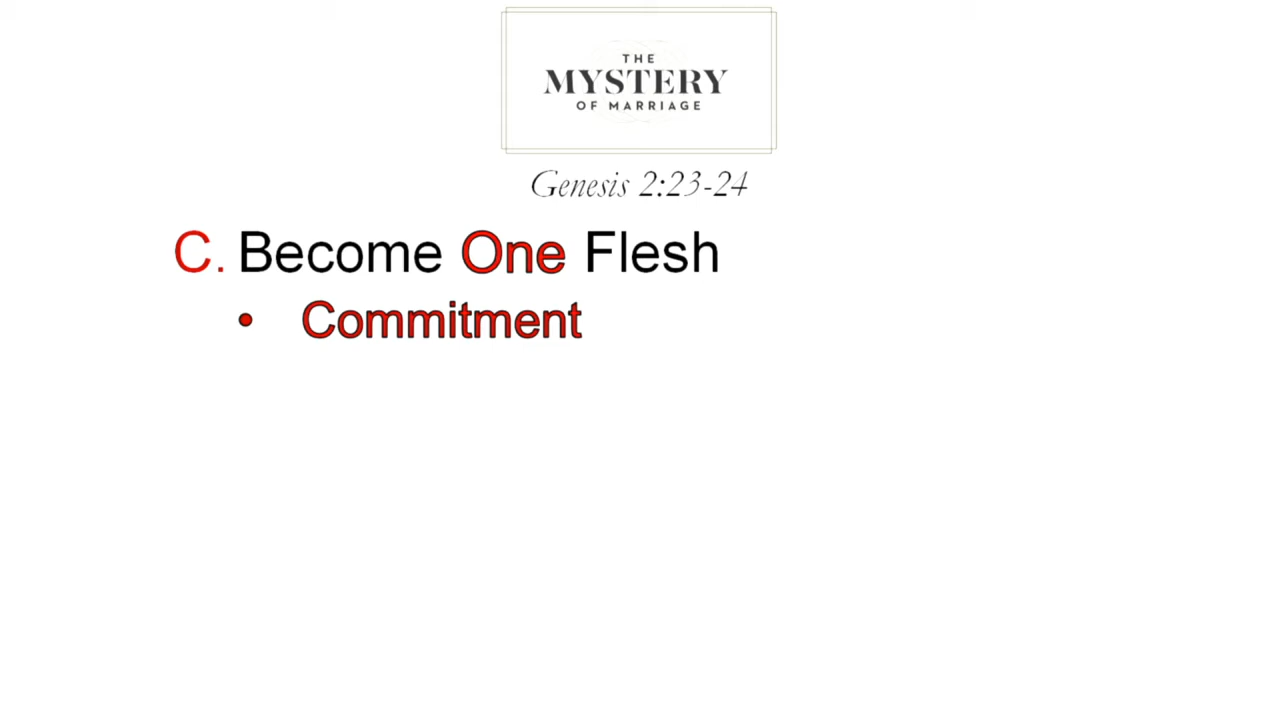 THE
MYSTERY
OF MARRIAGE
Genesis 2:23-24
C. Become One Flesh
• Commitment